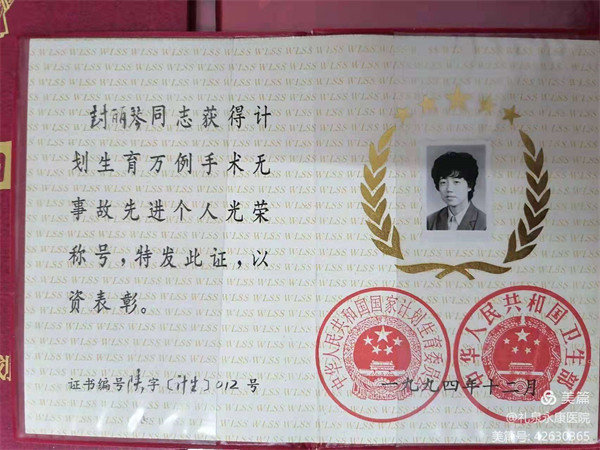 封丽琴同志获得计
划生育万例手术无
事故先进个人光荣
称号，特发此证，以
资表彰。
证书编号陕字〔计生〕012号
中华人民共和国国家计划生育委员会
中华人民共和国卫生部
一九九四年十二月
美篇
@礼泉永康医院
美篇号: 42630865